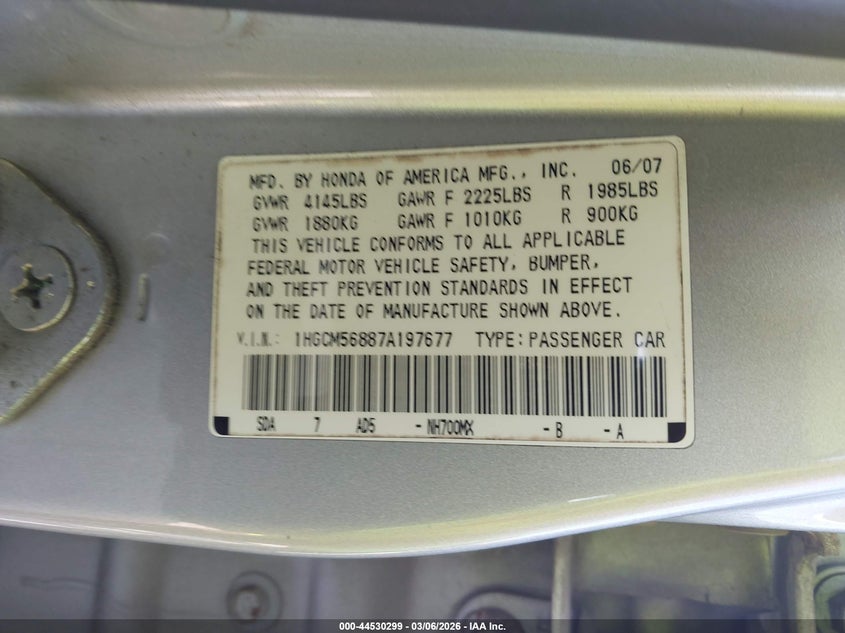 MFD. BY HONDA OF AMERICA MFG., INC. 06/07
GVWR 4145LBS GAWR F 2225LBS R 1985LBS
GVWR 1880KG GAWR F 1010KG R 900KG
THIS VEHICLE CONFORMS TO ALL APPLICABLE
FEDERAL MOTOR VEHICLE SAFETY, BUMPER,
AND THEFT PREVENTION STANDARDS IN EFFECT
ON THE DATE OF MANUFACTURE SHOWN ABOVE.
V.I.N.: 1HGCM56887A197677 TYPE: PASSENGER CAR
SDA 7 AD5 - NH700MX - B - A
000-44530299 - 03/06/2026 - IAA Inc.